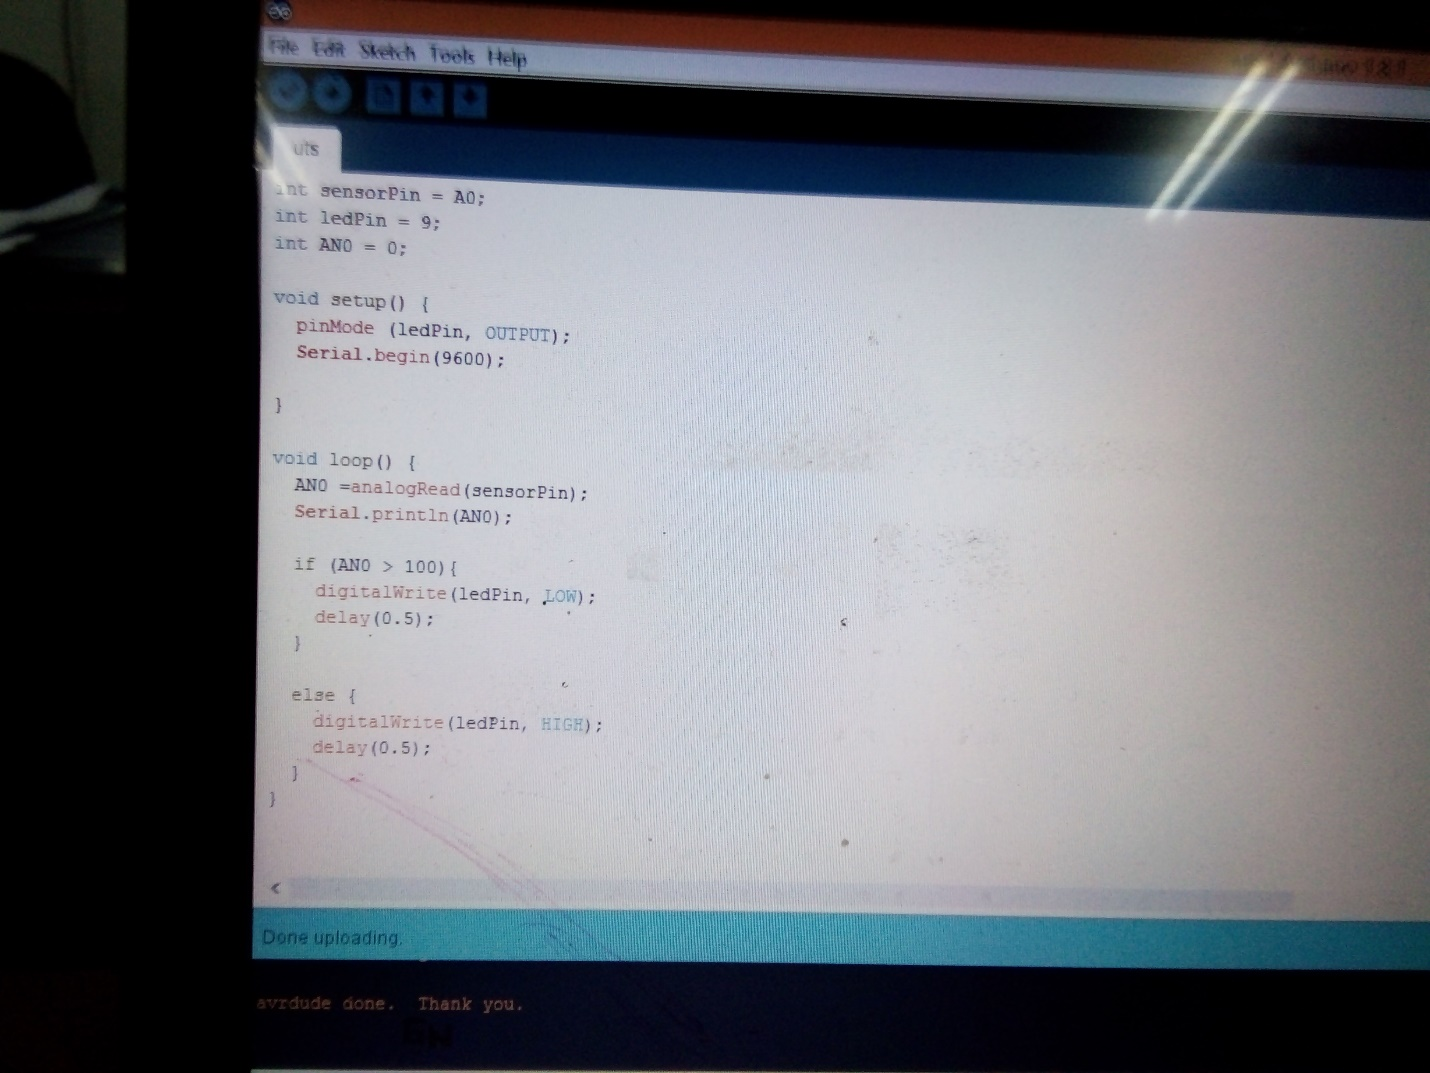 File Edit Sketch Tools Help
uts
int sensorPin = A0;
int ledPin = 9;
int AN0 = 0;
void setup() {
pinMode (ledPin, OUTPUT);
Serial.begin(9600);
}
void loop() {
AN0 =analogRead(sensorPin);
Serial.println(AN0);
if (AN0 > 100){
digitalWrite(ledPin, LOW);
delay(0.5);
}
else {
digitalWrite(ledPin, HIGH);
delay(0.5);
}
}
Done uploading.
avrdude done.  Thank you.